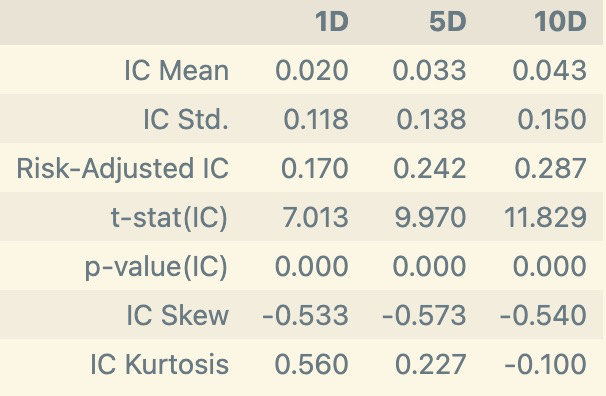 1D 5D 10D
IC Mean 0.020 0.033 0.043
IC Std. 0.118 0.138 0.150
Risk-Adjusted IC 0.170 0.242 0.287
t-stat(IC) 7.013 9.970 11.829
p-value(IC) 0.000 0.000 0.000
IC Skew -0.533 -0.573 -0.540
IC Kurtosis 0.560 0.227 -0.100